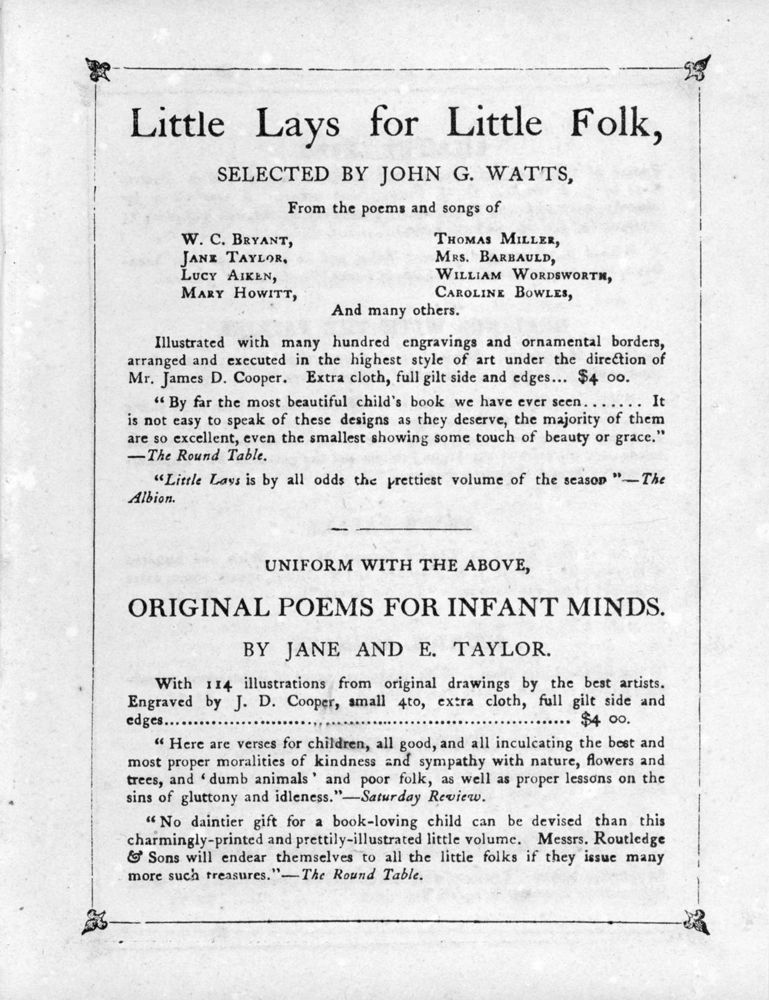 Little Lays for Little Folk,
SELECTED BY JOHN G. WATTS,
From the poems and songs of
W. C. BRYANT,
JANE TAYLOR,
LUCY AIKEN,
MARY HOWITT,
THOMAS MILLER,
MRS. BARBAULD,
WILLIAM WORDSWORTH,
CAROLINE BOWLES,
And many others.
Illustrated with many hundred engravings and ornamental borders,
arranged and executed in the highest style of art under the direction of
Mr. James D. Cooper. Extra cloth, full gilt side and edges... $4 00.
“By far the most beautiful child's book we have ever seen....... It
is not easy to speak of these designs as they deserve, the majority of them
are so excellent, even the smallest showing some touch of beauty or grace.”
—The Round Table.
“Little Lays is by all odds the prettiest volume of the season”—The
Albion.
UNIFORM WITH THE ABOVE,
ORIGINAL POEMS FOR INFANT MINDS.
BY JANE AND E. TAYLOR.
With 114 illustrations from original drawings by the best artists.
Engraved by J. D. Cooper, small 4to, extra cloth, full gilt side and
edges.................................................................... $4 00.
“Here are verses for children, all good, and all inculcating the best and
most proper moralities of kindness and sympathy with nature, flowers and
trees, and ‘dumb animals’ and poor folk, as well as proper lessons on the
sins of gluttony and idleness.”—Saturday Review.
“No daintier gift for a book-loving child can be devised than this
charmingly-printed and prettily-illustrated little volume. Messrs. Routledge
& Sons will endear themselves to all the little folks if they issue many
more such treasures.”—The Round Table.